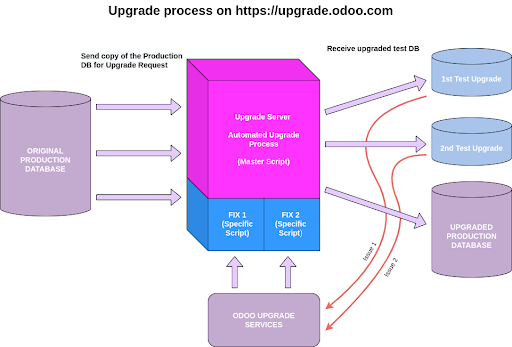 Upgrade process on https://upgrade.odoo.com
Send copy of the Production
DB for Upgrade Request
Receive upgraded test DB
1st Test Upgrade
Upgrade Server
Automated Upgrade
Process
(Master Script)
ORIGINAL
PRODUCTION
DATABASE
2nd Test Upgrade
FIX 1
(Specific
Script)
FIX 2
(Specific
Script)
UPGRADED
PRODUCTION
DATABASE
Issue 1
Issue 2
ODOO UPGRADE
SERVICES